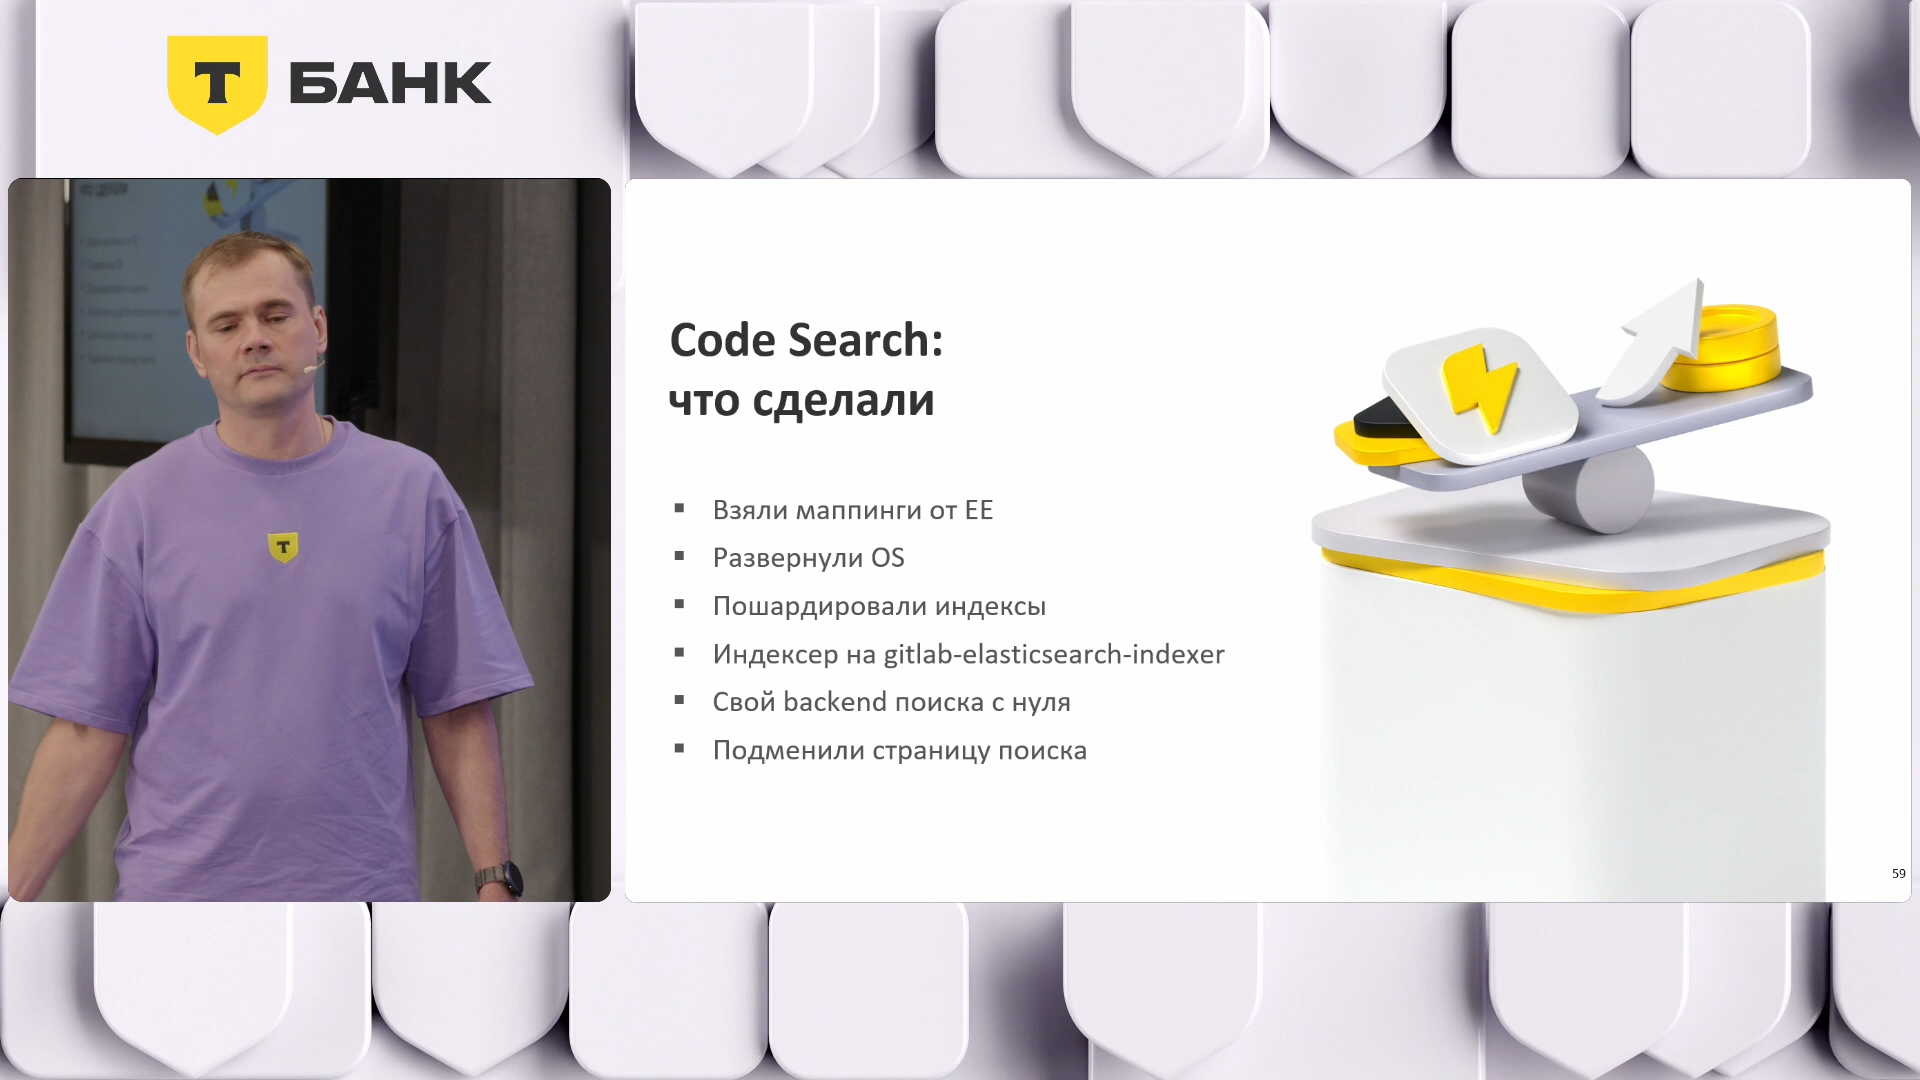 Т БАНК
Code Search:
что сделали
▪ Взяли маппинги от EE
▪ Развернули OS
▪ Пошардировали индексы
▪ Индексер на gitlab-elasticsearch-indexer
▪ Свой backend поиска с нуля
▪ Подменили страницу поиска
59
Т